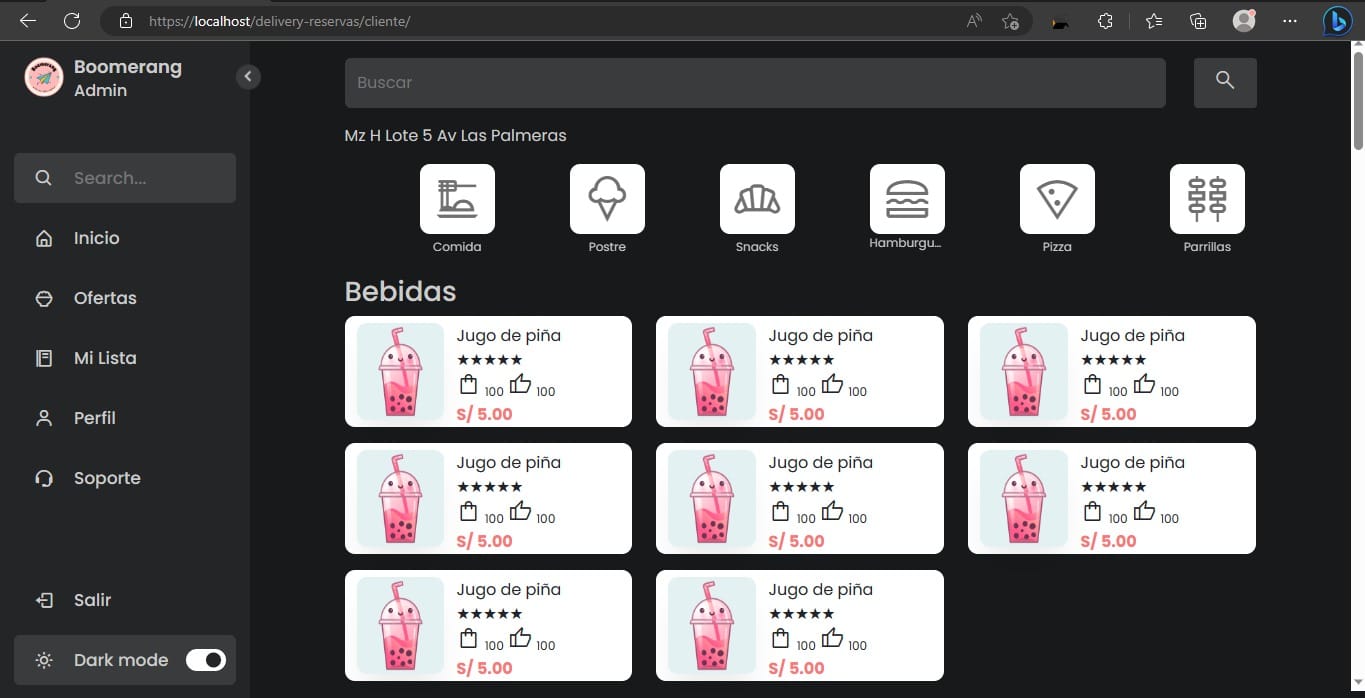 https://localhost/delivery-reservas/cliente/
Boomerang
Admin
Search...
Inicio
Ofertas
Mi Lista
Perfil
Soporte
Salir
Dark mode
Buscar
Mz H Lote 5 Av Las Palmeras
Comida Postre Snacks Hamburgu... Pizza Parrillas
Bebidas
Jugo de piña
★★★★★
100 100
S/ 5.00
Jugo de piña
★★★★★
100 100
S/ 5.00
Jugo de piña
★★★★★
100 100
S/ 5.00
Jugo de piña
★★★★★
100 100
S/ 5.00
Jugo de piña
★★★★★
100 100
S/ 5.00
Jugo de piña
★★★★★
100 100
S/ 5.00
Jugo de piña
★★★★★
100 100
S/ 5.00
Jugo de piña
★★★★★
100 100
S/ 5.00